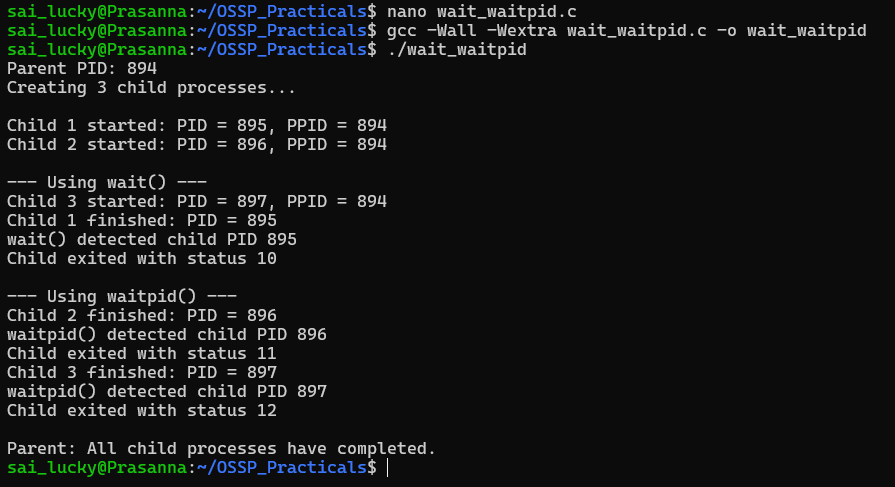 sai_lucky@Prasanna:~/OSSP_Practicals$ nano wait_waitpid.c
sai_lucky@Prasanna:~/OSSP_Practicals$ gcc -Wall -Wextra wait_waitpid.c -o wait_waitpid
sai_lucky@Prasanna:~/OSSP_Practicals$ ./wait_waitpid
Parent PID: 894
Creating 3 child processes...

Child 1 started: PID = 895, PPID = 894
Child 2 started: PID = 896, PPID = 894

--- Using wait() ---
Child 3 started: PID = 897, PPID = 894
Child 1 finished: PID = 895
wait() detected child PID 895
Child exited with status 10

--- Using waitpid() ---
Child 2 finished: PID = 896
waitpid() detected child PID 896
Child exited with status 11
Child 3 finished: PID = 897
waitpid() detected child PID 897
Child exited with status 12

Parent: All child processes have completed.
sai_lucky@Prasanna:~/OSSP_Practicals$